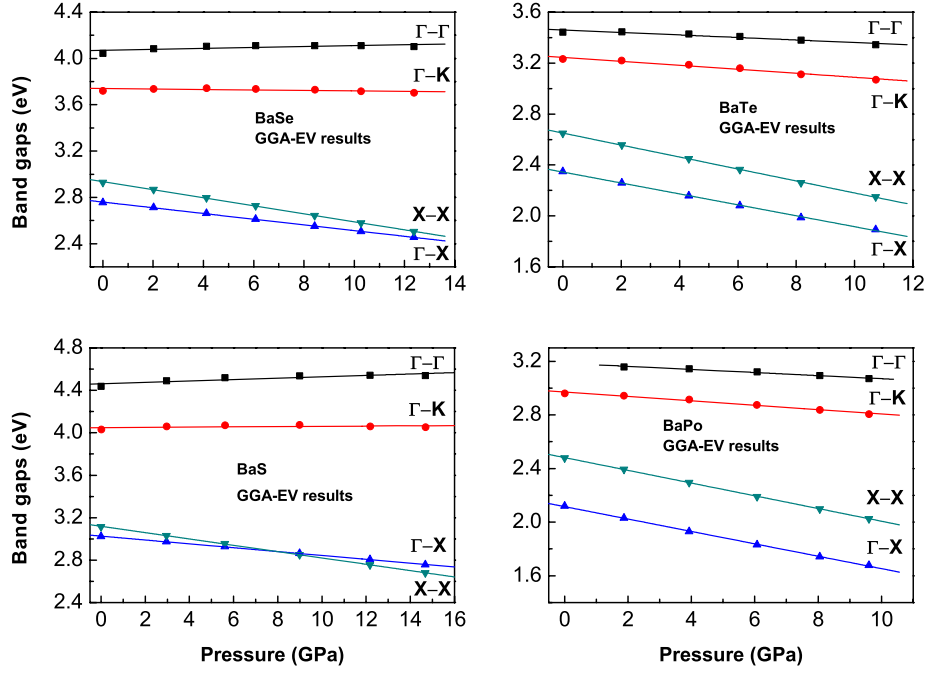 Band gaps (eV)
4.4
4.0
3.6
3.2
2.8
2.4
Γ–Γ
Γ–K
BaSe
GGA-EV results
X–X
Γ–X
0 2 4 6 8 10 12 14
3.6
3.2
2.8
2.4
2.0
1.6
Γ–Γ
Γ–K
BaTe
GGA-EV results
X–X
Γ–X
0 2 4 6 8 10 12
Band gaps (eV)
4.8
4.4
4.0
3.6
3.2
2.8
2.4
Γ–Γ
Γ–K
BaS
GGA-EV results
Γ–X
X–X
0 2 4 6 8 10 12 14 16
Pressure (GPa)
3.2
2.8
2.4
2.0
1.6
Γ–Γ
Γ–K
BaPo
GGA-EV results
X–X
Γ–X
0 2 4 6 8 10
Pressure (GPa)